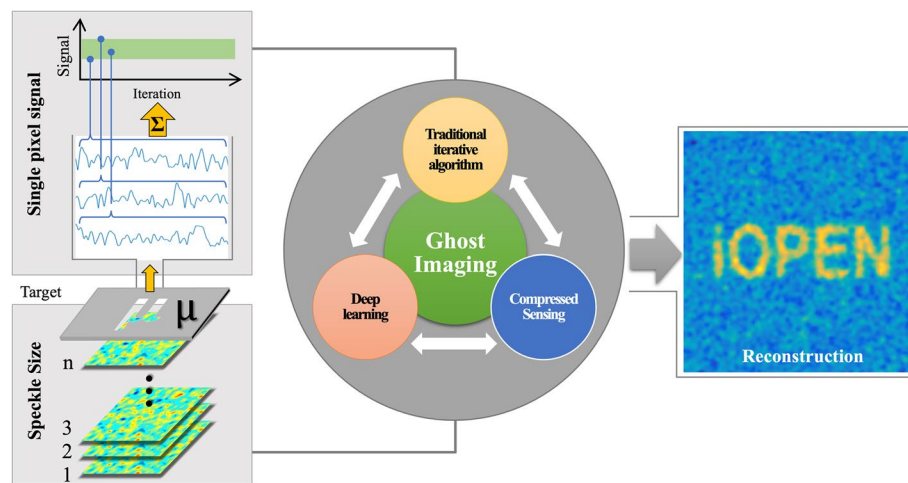 Single pixel signal
Signal
Iteration
Σ
Target
μ
Speckle Size
n
3
2
1
Traditional
iterative
algorithm
Ghost
Imaging
Deep
learning
Compressed
Sensing
iOPEN
Reconstruction